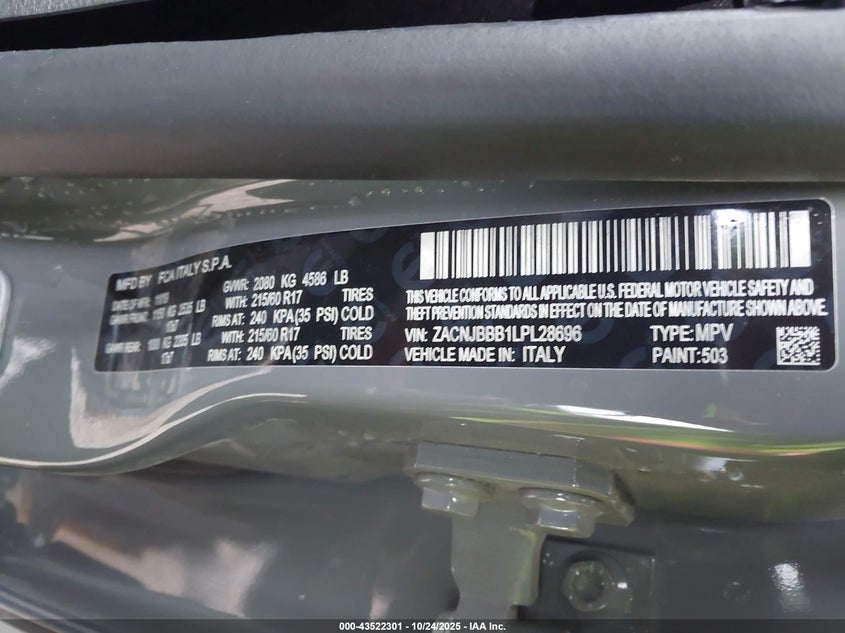 MFD BY FCA ITALY S.P.A.
GVWR: 2080 KG 4586 LB
DATE OF MFR
WITH: 215/60 R17 TIRES
RIMS AT: 240 KPA(35 PSI) COLD
WITH: 215/60 R17 TIRES
RIMS AT: 240 KPA(35 PSI) COLD
THIS VEHICLE CONFORMS TO ALL APPLICABLE U.S. FEDERAL MOTOR VEHICLE SAFETY AND
THEFT PREVENTION STANDARDS IN EFFECT ON THE DATE OF MANUFACTURE SHOWN ABOVE.
VIN: ZACNJBBB1LPL28696 TYPE: MPV
VEHICLE MADE IN: ITALY PAINT: 503
000-43522301 - 10/24/2025 - IAA Inc.